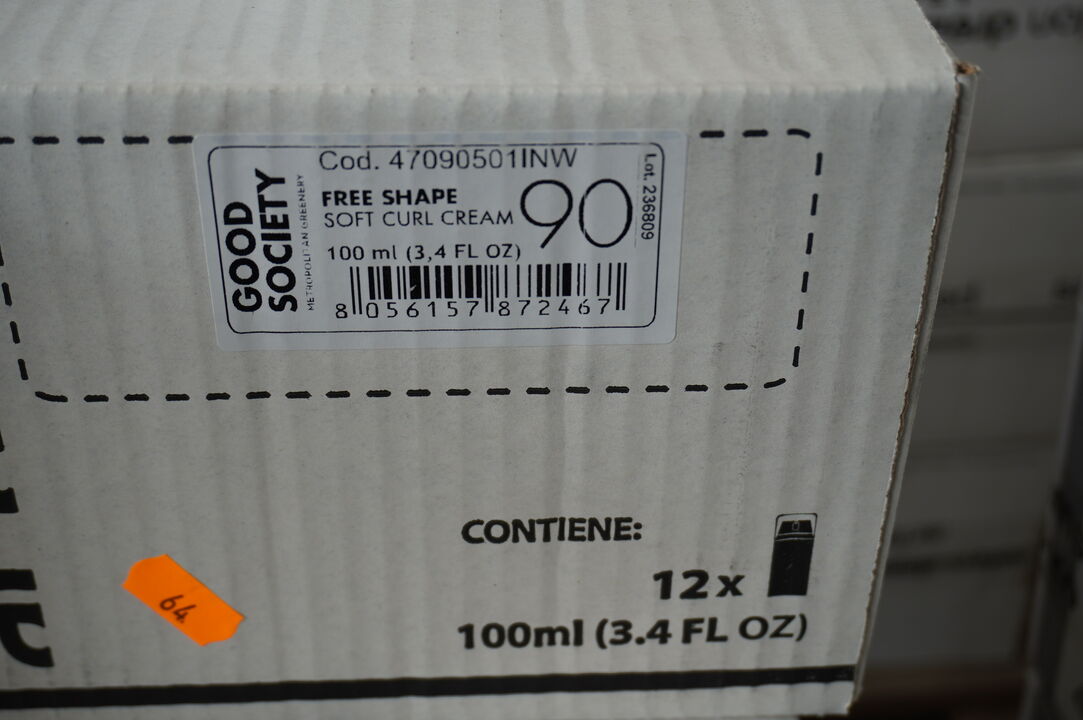 Cod. 47090501INW
GOOD
SOCIETY
METROPOLITAN GREENERY
FREE SHAPE
SOFT CURL CREAM
90
Lot. 236809
100 ml (3,4 FL OZ)
8 056157 872467
CONTIENE:
12x
100ml (3.4 FL OZ)
64